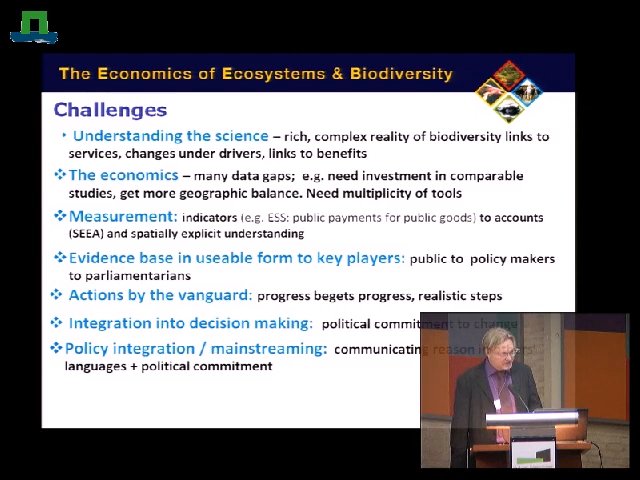 The Economics of Ecosystems & Biodiversity
Challenges
Understanding the science – rich, complex reality of biodiversity links to
services, changes under drivers, links to benefits
The economics – many data gaps; e.g. need investment in comparable
studies, get more geographic balance. Need multiplicity of tools
Measurement: indicators (e.g. ESS: public payments for public goods) to accounts
(SEEA) and spatially explicit understanding
Evidence base in useable form to key players: public to policy makers
to parliamentarians
Actions by the vanguard: progress begets progress, realistic steps
Integration into decision making: political commitment to change
Policy integration / mainstreaming: communicating reason in
languages + political commitment